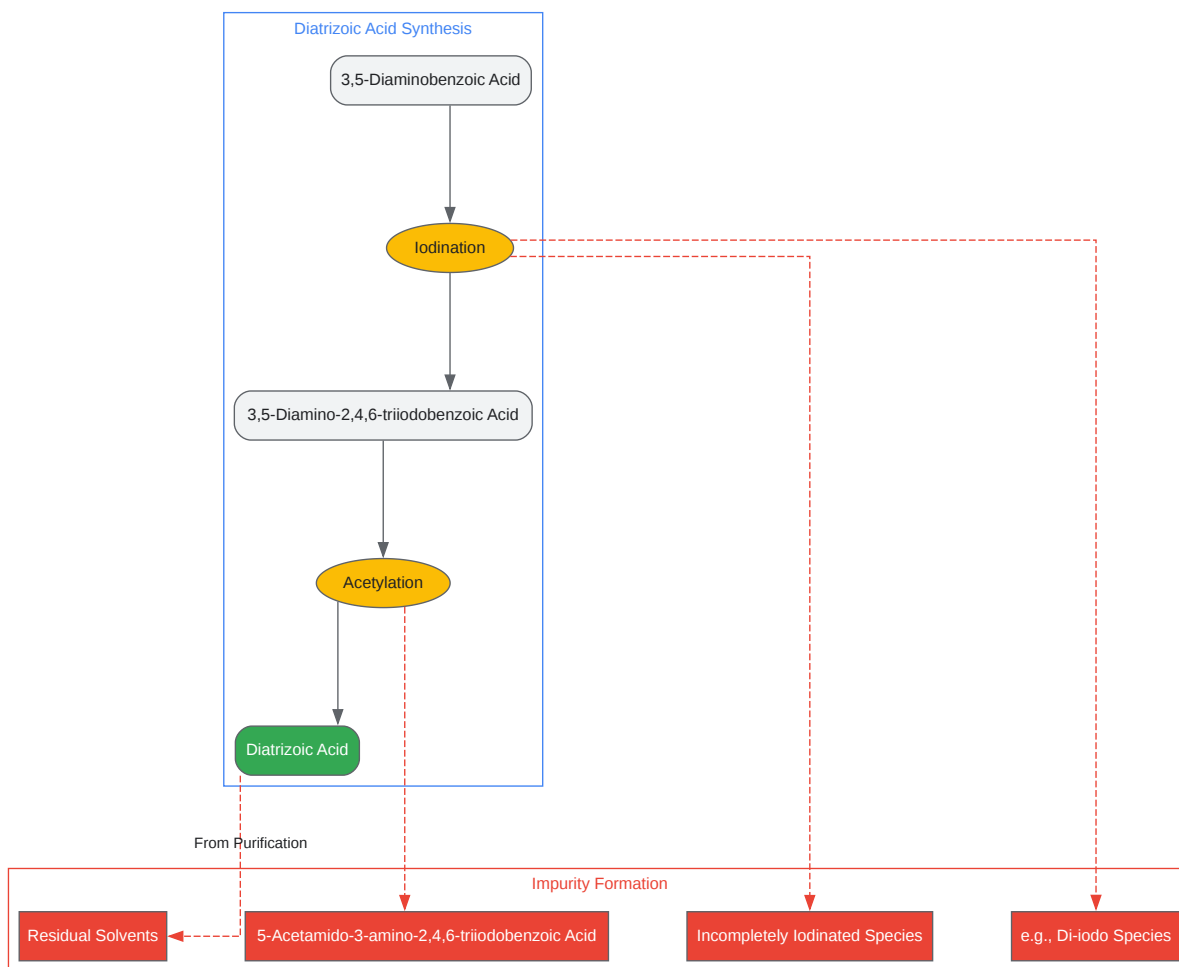 Diatrizoic Acid Synthesis
3,5-Diaminobenzoic Acid
Iodination
3,5-Diamino-2,4,6-triiodobenzoic Acid
Acetylation
Diatrizoic Acid
From Purification
Impurity Formation
Residual Solvents
5-Acetamido-3-amino-2,4,6-triiodobenzoic Acid
Incompletely Iodinated Species
e.g., Di-iodo Species